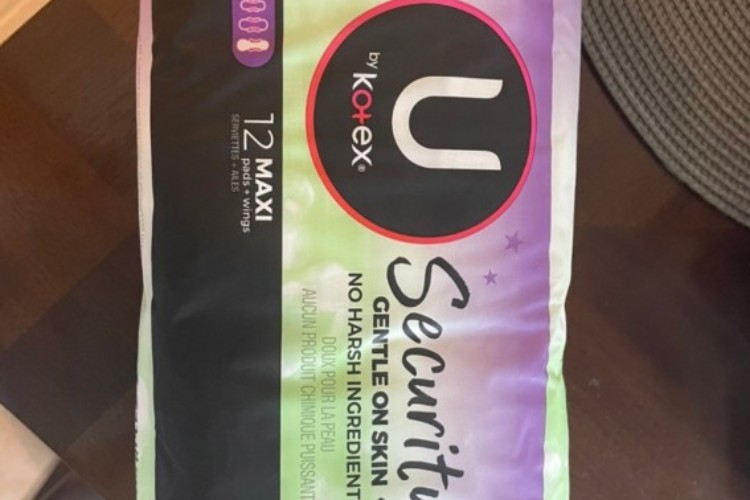 U
by kotex®
Security
GENTLE ON SKIN
NO HARSH INGREDIENT
DOUX POUR LA PEAU
AUCUN PRODUIT CHIMIQUE PUISSANT
12 MAXI
pads + wings
SERVIETTES + AILES